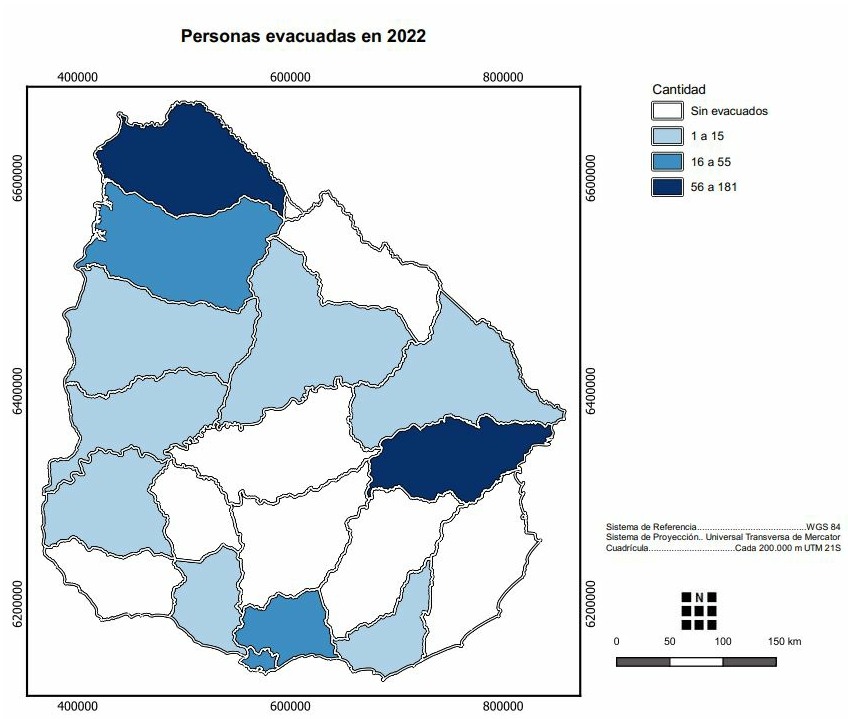 Personas evacuadas en 2022
400000 600000 800000
Cantidad
Sin evacuados
1 a 15
16 a 55
56 a 181
6600000 6600000
6400000 6400000
6200000 6200000
Sistema de Referencia.........................................WGS 84
Sistema de Proyección.. Universal Transversa de Mercator
Cuadrícula................................Cada 200.000 m UTM 21S
N
0 50 100 150 km
400000 600000 800000